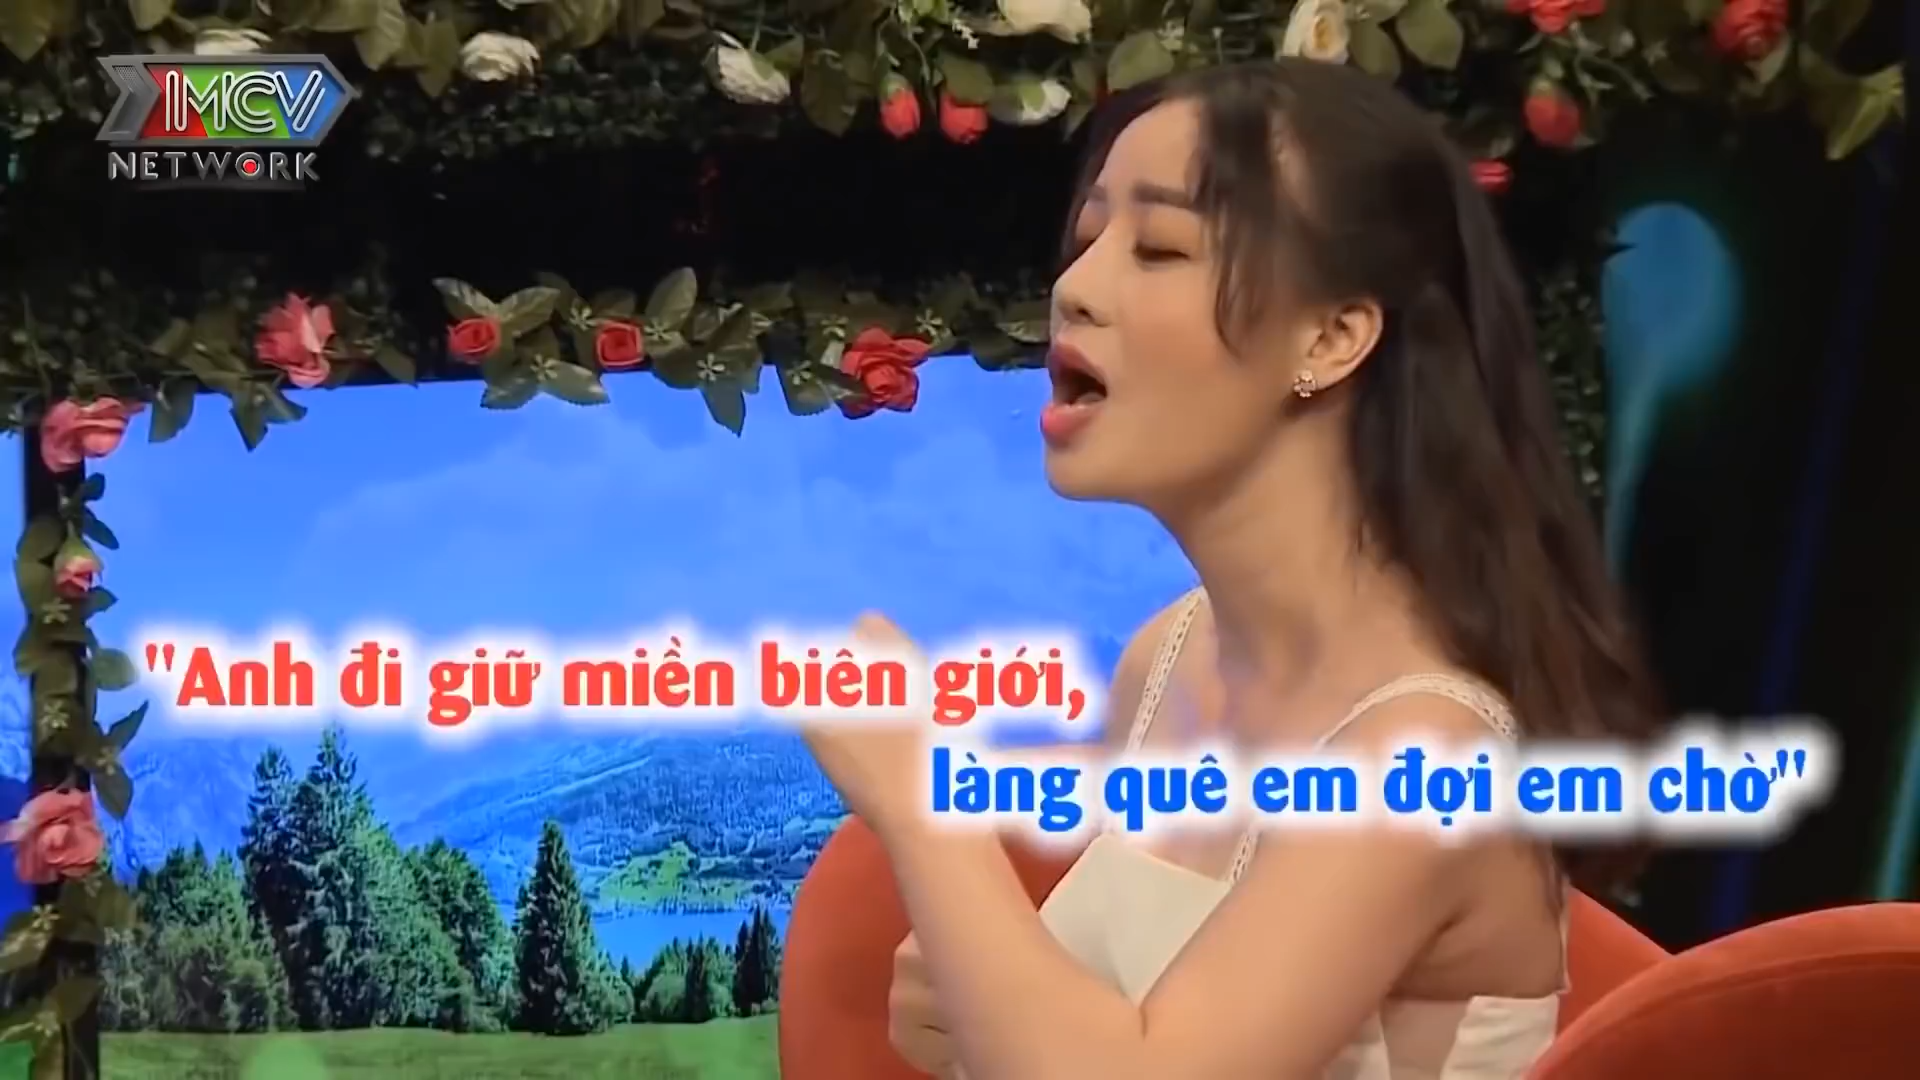 MCV
NETWORK
"Anh đi giữ miền biên giới,
làng quê em đợi em chờ"